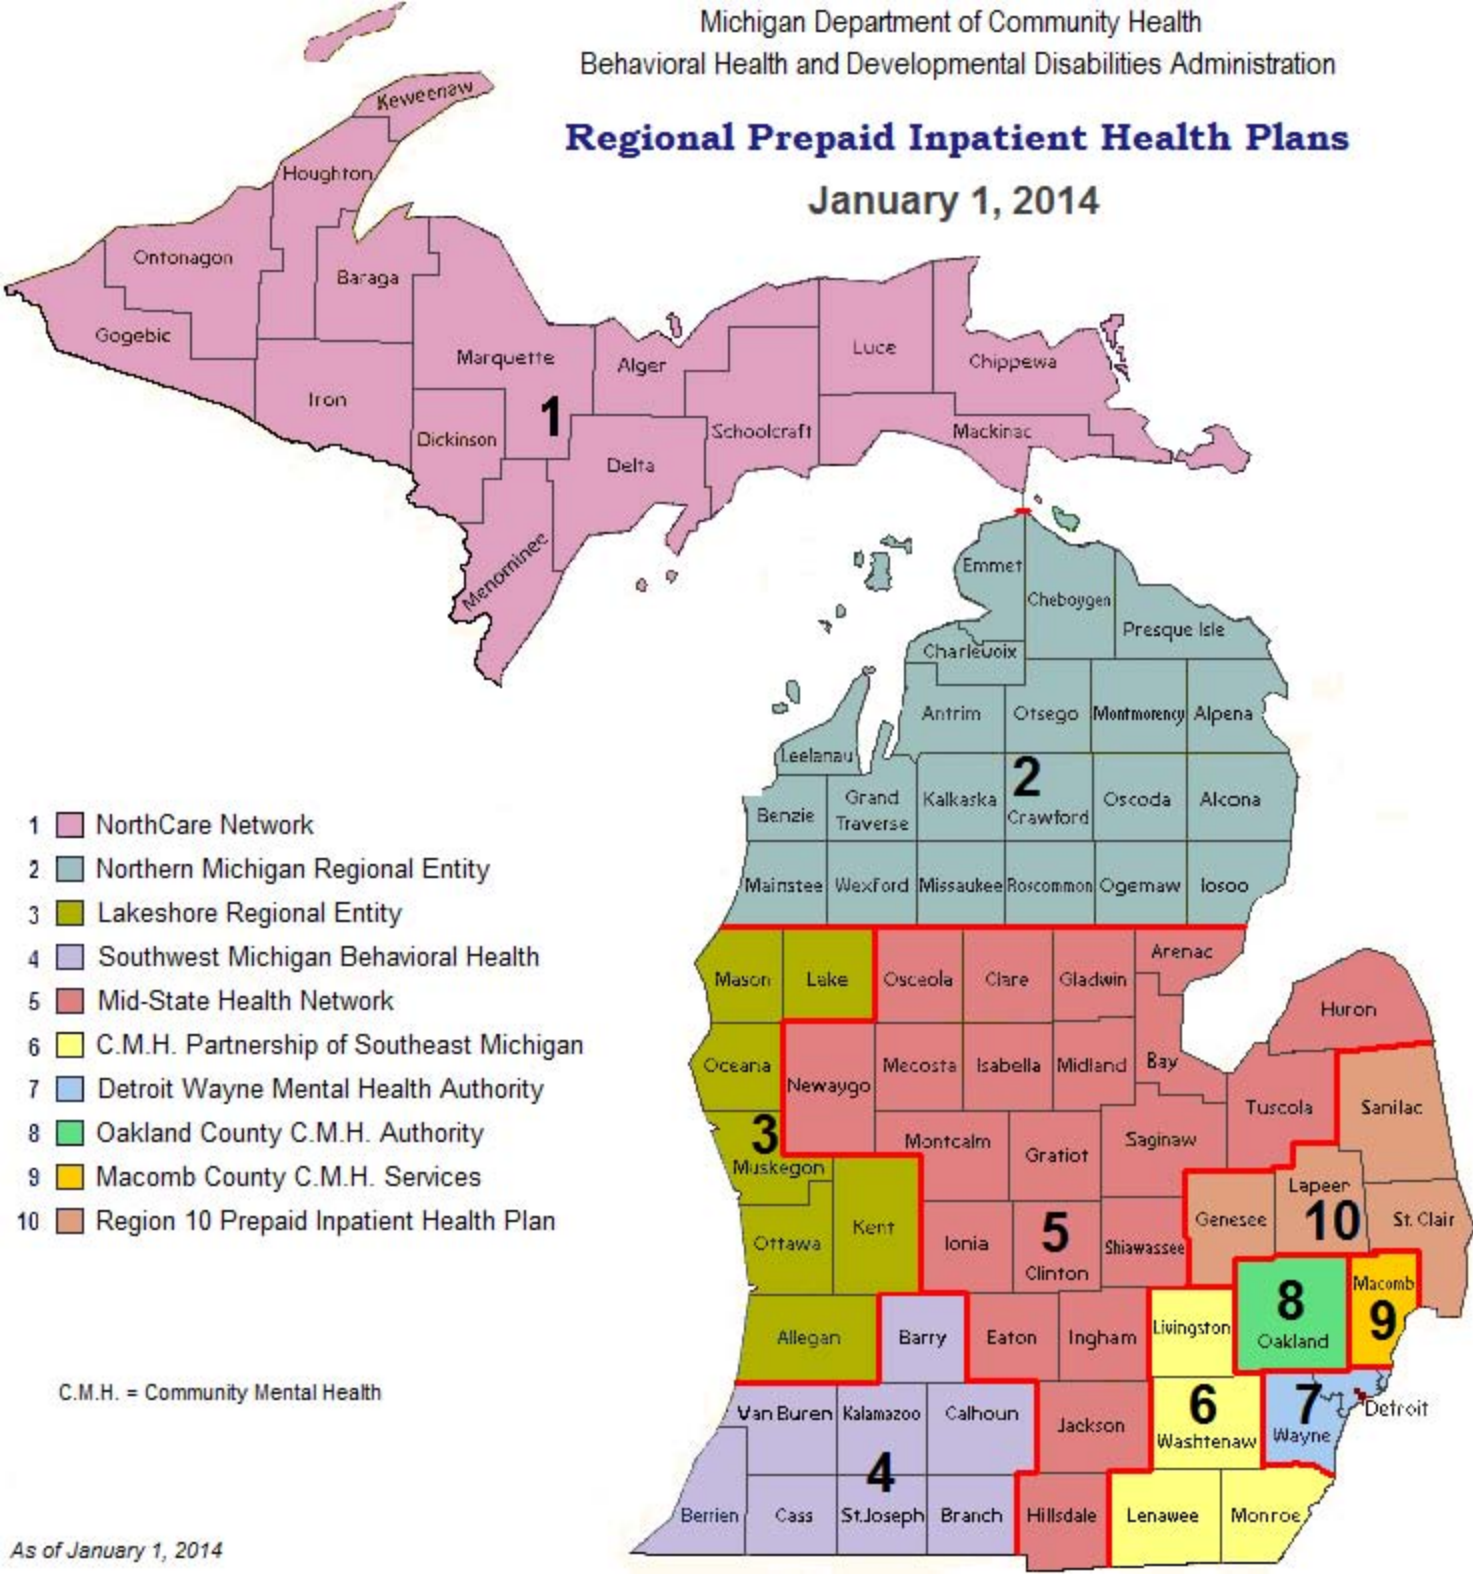 Michigan Department of Community Health
Behavioral Health and Developmental Disabilities Administration
Regional Prepaid Inpatient Health Plans
January 1, 2014
Keweenaw
Houghton
Ontonagon
Baraga
Gogebic
Marquette
Alger
Luce
Chippewa
Iron
1
Dickinson
Schoolcraft
Mackinac
Delta
Menominee
Emmet
Cheboygen
Presque Isle
Charlevoix
Antrim
Otsego
Montmorency
Alpena
Leelanau
2
Benzie
Grand
Traverse
Kalkaska
Crawford
Oscoda
Alcona
Mainstee
Wexford
Missaukee
Roscommon
Ogemaw
Iosoo
1 NorthCare Network
2 Northern Michigan Regional Entity
3 Lakeshore Regional Entity
4 Southwest Michigan Behavioral Health
5 Mid-State Health Network
6 C.M.H. Partnership of Southeast Michigan
7 Detroit Wayne Mental Health Authority
8 Oakland County C.M.H. Authority
9 Macomb County C.M.H. Services
10 Region 10 Prepaid Inpatient Health Plan
Mason
Lake
Osceola
Clare
Gladwin
Arenac
Huron
Oceana
Newaygo
Mecosta
Isabella
Midland
Bay
Tuscola
Sanilac
3
Muskegon
Montcalm
Gratiot
Saginaw
Lapeer
10
Genesee
St. Clair
Ottawa
Kent
Ionia
5
Clinton
Shiawassee
Allegan
Barry
Eaton
Ingham
Livingston
8
Oakland
Macomb
9
C.M.H. = Community Mental Health
Van Buren
Kalamazoo
Calhoun
Jackson
6
Washtenaw
7
Wayne
Detroit
4
Berrien
Cass
St.Joseph
Branch
Hillsdale
Lenawee
Monroe
As of January 1, 2014